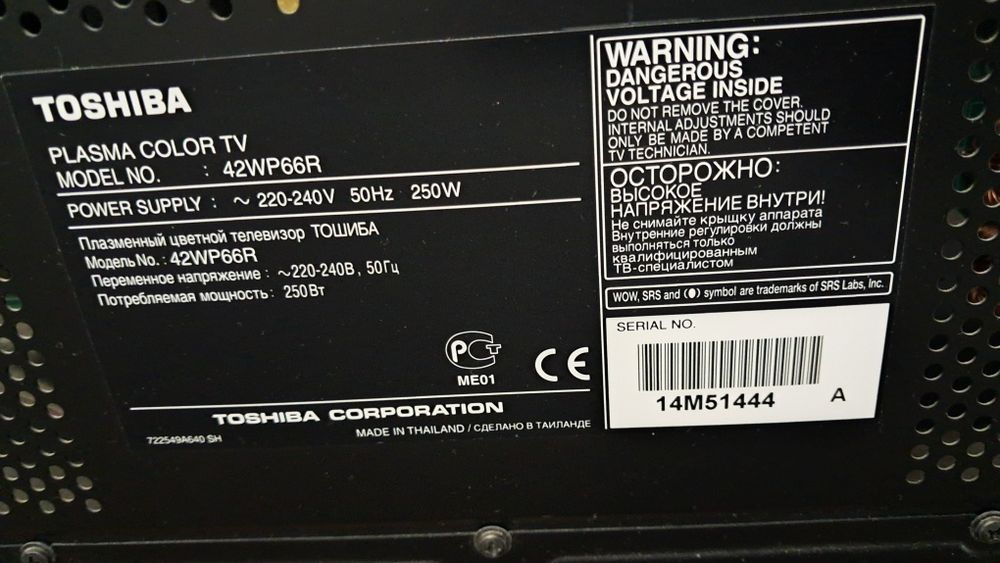 TOSHIBA
PLASMA COLOR TV
MODEL NO. : 42WP66R
POWER SUPPLY : ~ 220-240V 50Hz 250W
Плазменный цветной телевизор ТОШИБА
Модель No. : 42WP66R
Переменное напряжение : ~220-240В , 50Гц
Потребляемая мощность : 250Вт
PCT
ME01
CE
TOSHIBA CORPORATION
722549A640 SH
MADE IN THAILAND / СДЕЛАНО В ТАИЛАНДЕ
WARNING:
DANGEROUS
VOLTAGE INSIDE
DO NOT REMOVE THE COVER.
INTERNAL ADJUSTMENTS SHOULD
ONLY BE MADE BY A COMPETENT
TV TECHNICIAN.
ОСТОРОЖНО:
ВЫСОКОЕ
НАПРЯЖЕНИЕ ВНУТРИ!
Не снимайте крыщку аппарата
Внутренние регулировки должны
выполняться только
квалифицированным
ТВ-специалистом
WOW, SRS and (●) symbol are trademarks of SRS Labs, Inc.
SERIAL NO.
14M51444 A